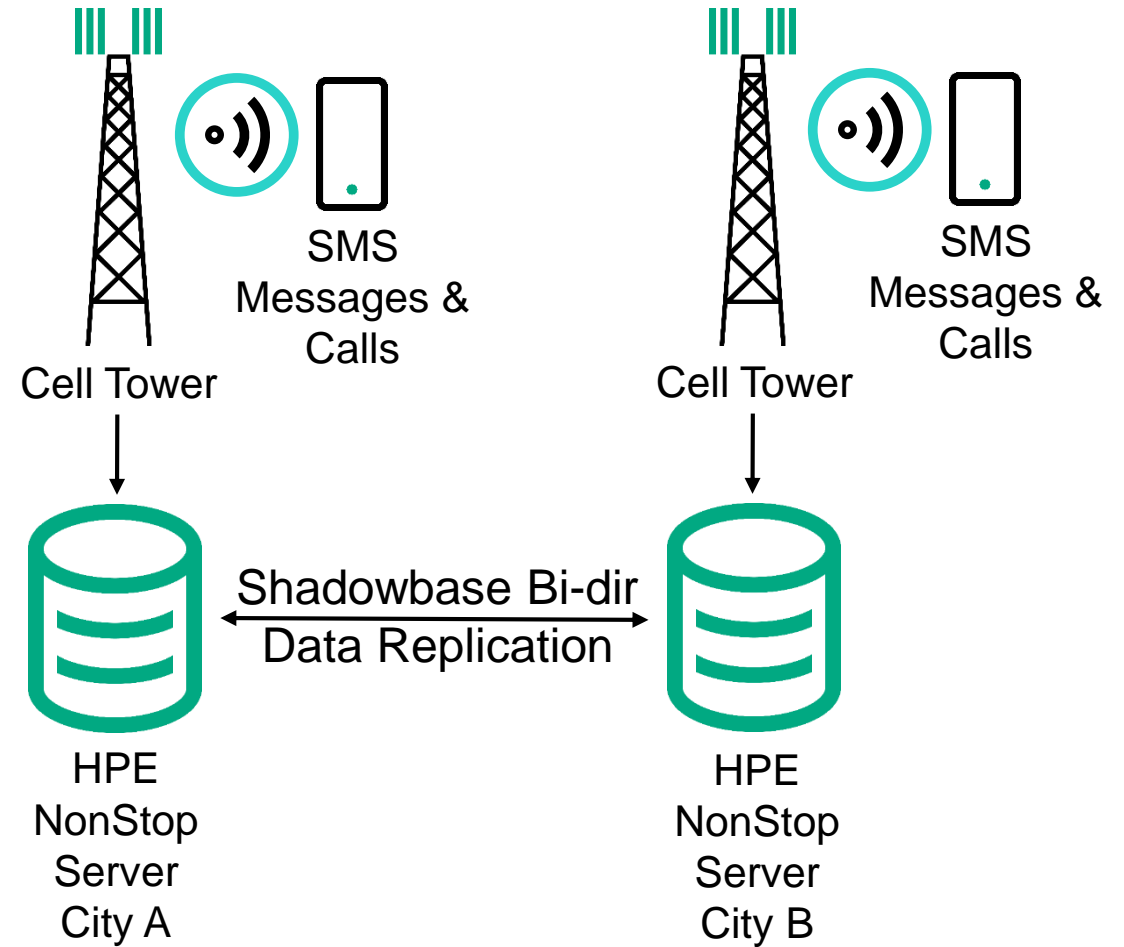 SMS
Messages &
Calls
Cell Tower
SMS
Messages &
Calls
Cell Tower
Shadowbase Bi-dir
Data Replication
HPE
NonStop
Server
City A
HPE
NonStop
Server
City B